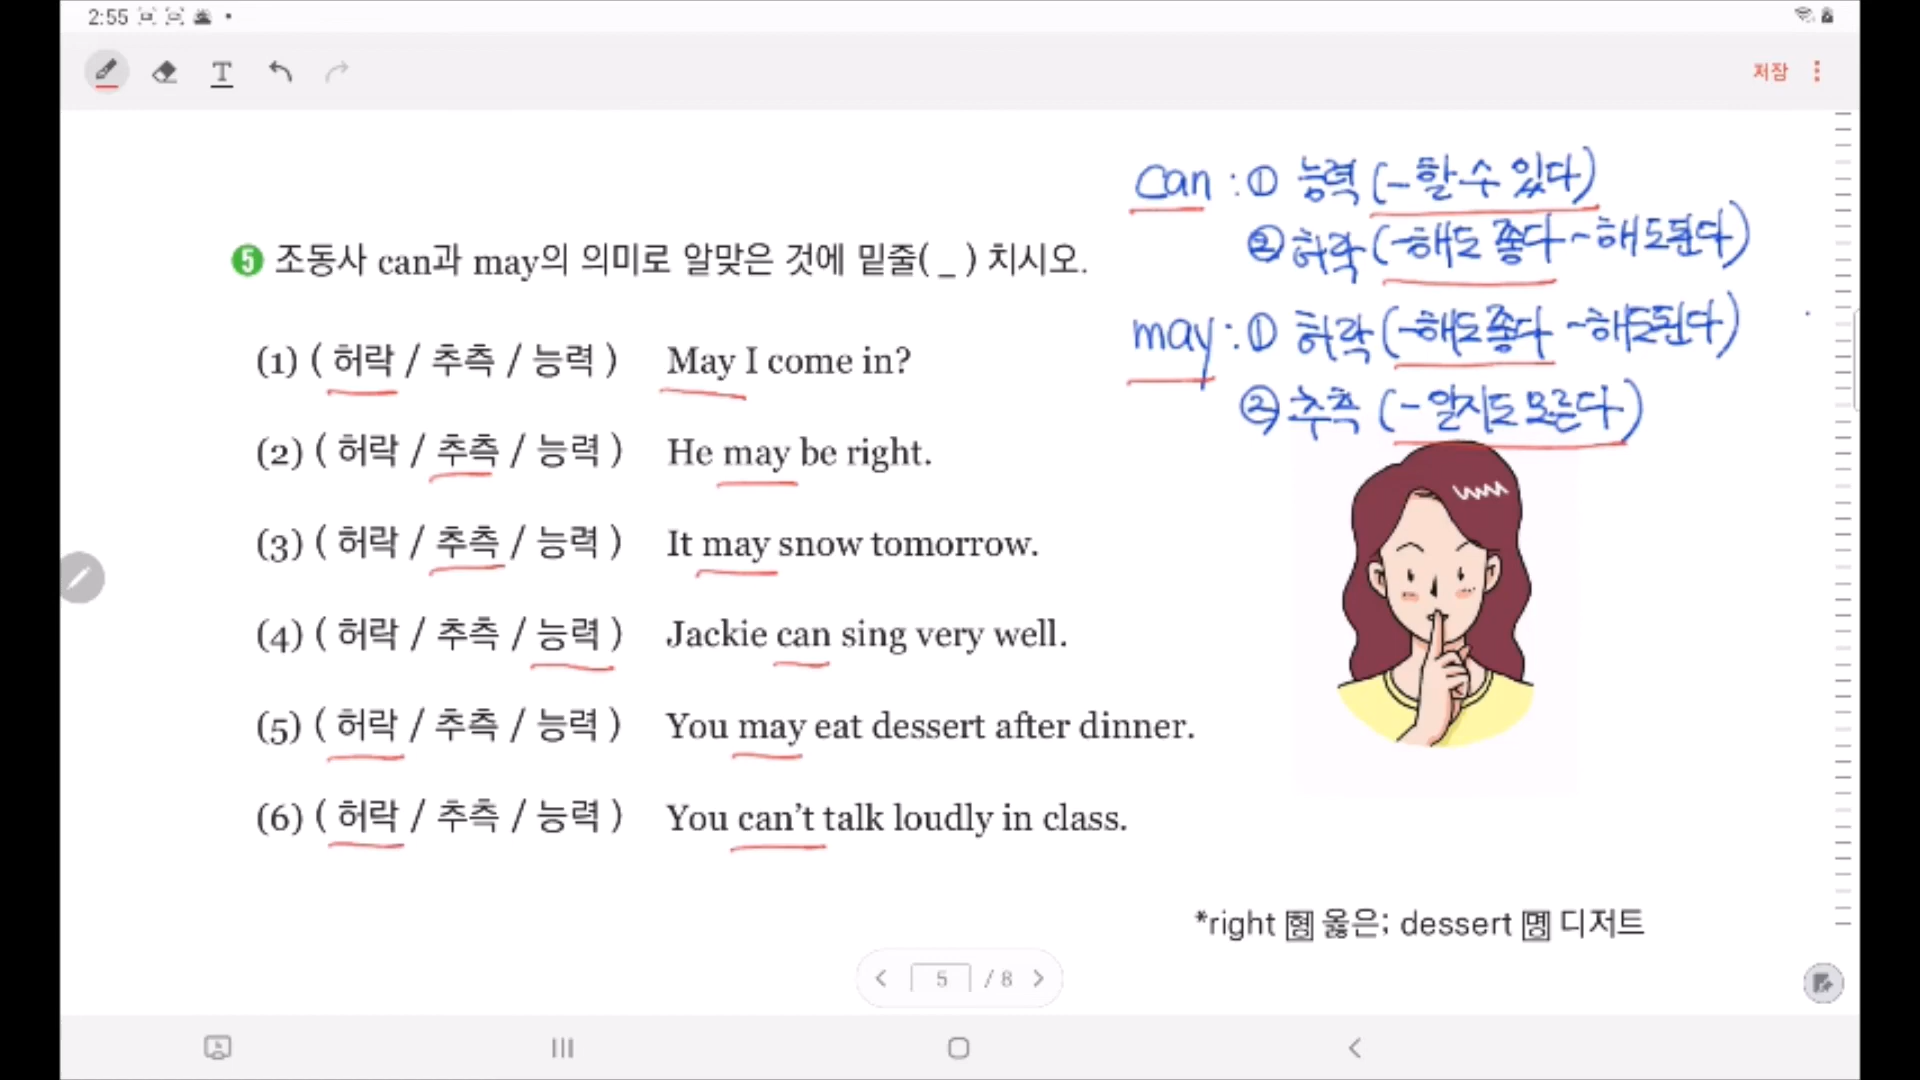 2:55
T
저장
can : ① 능력 (~할 수 있다)
② 허락 (~해도 좋다 ~해도된다)
may : ① 허락 (~해도좋다 ~해도된다)
② 추측 (~일지도 모른다)
5 조동사 can과 may의 의미로 알맞은 것에 밑줄( _ ) 치시오.
(1) ( 허락 / 추측 / 능력 ) May I come in?
(2) ( 허락 / 추측 / 능력 ) He may be right.
(3) ( 허락 / 추측 / 능력 ) It may snow tomorrow.
(4) ( 허락 / 추측 / 능력 ) Jackie can sing very well.
(5) ( 허락 / 추측 / 능력 ) You may eat dessert after dinner.
(6) ( 허락 / 추측 / 능력 ) You can't talk loudly in class.
*right 형 옳은; dessert 명 디저트
5 / 8